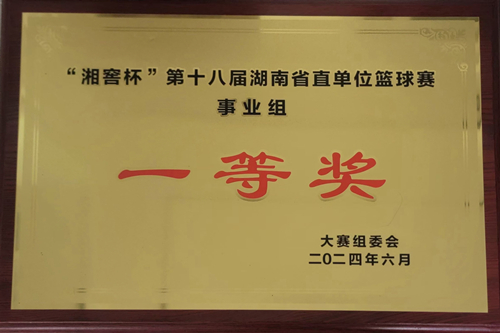 “湘窖杯”第十八届湖南省直单位篮球赛
事业组
一等奖
大赛组委会
二〇二四年六月